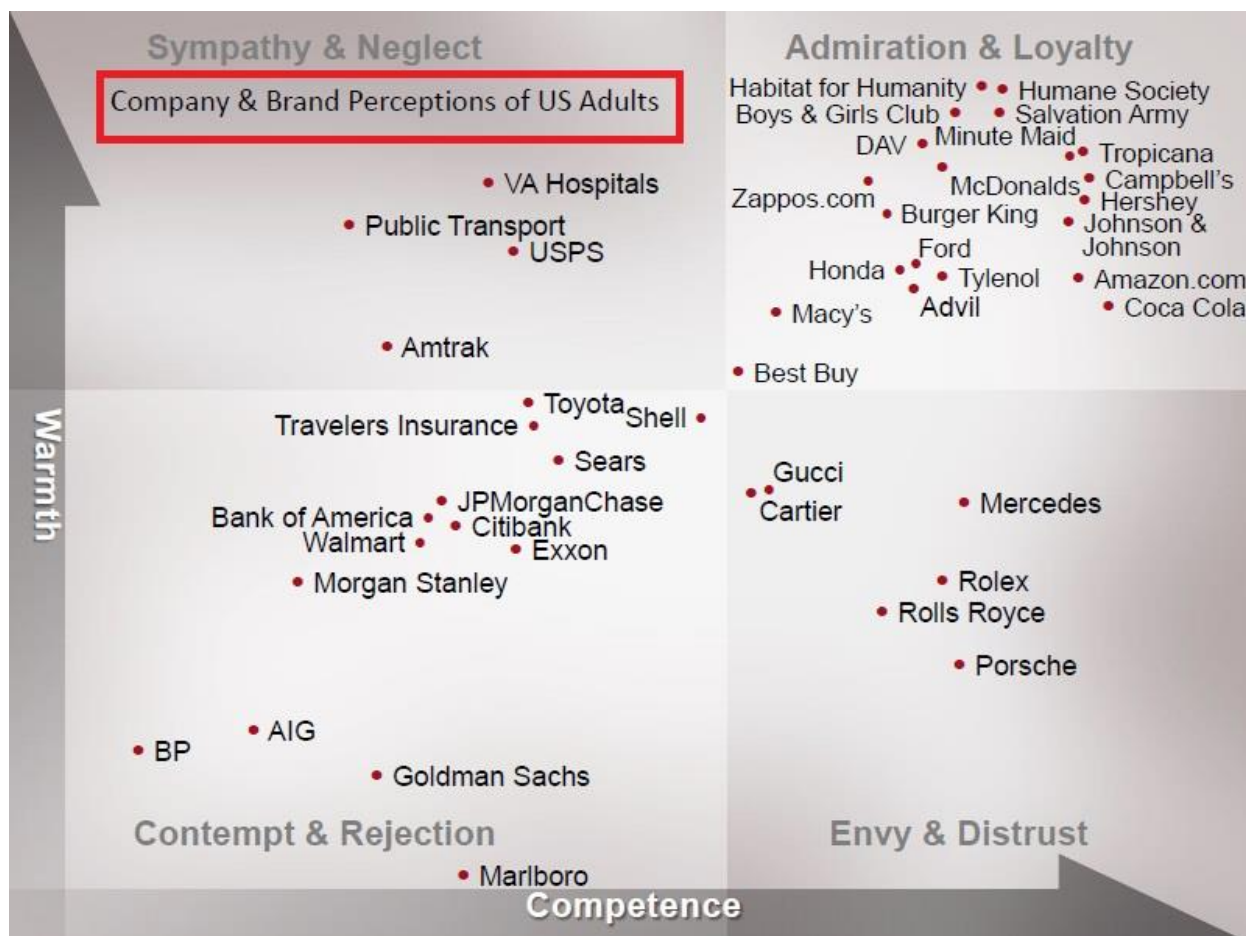 Sympathy & Neglect
Admiration & Loyalty
Company & Brand Perceptions of US Adults
Habitat for Humanity
Humane Society
Boys & Girls Club
Salvation Army
DAV
Minute Maid
Tropicana
VA Hospitals
Zappos.com
McDonalds
Campbell's
Hershey
Public Transport
Burger King
Johnson &
Johnson
USPS
Ford
Honda
Tylenol
Amazon.com
Macy's
Advil
Coca Cola
Amtrak
Best Buy
Warmth
Toyota
Shell
Travelers Insurance
Sears
Gucci
Cartier
Mercedes
JPMorganChase
Bank of America
Citibank
Walmart
Exxon
Morgan Stanley
Rolex
Rolls Royce
Porsche
AIG
BP
Goldman Sachs
Contempt & Rejection
Envy & Distrust
Marlboro
Competence